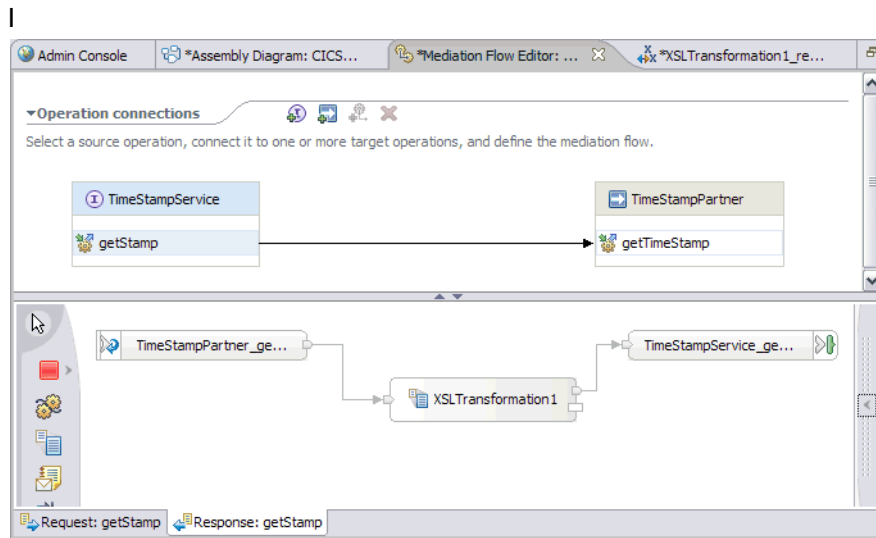 l
Admin Console *Assembly Diagram: CICS... *Mediation Flow Editor: ... *XSLTransformation1_re...
Operation connections
Select a source operation, connect it to one or more target operations, and define the mediation flow.
TimeStampService TimeStampPartner
getStamp getTimeStamp
TimeStampPartner_ge... TimeStampService_ge...
XSLTransformation1
Request: getStamp Response: getStamp